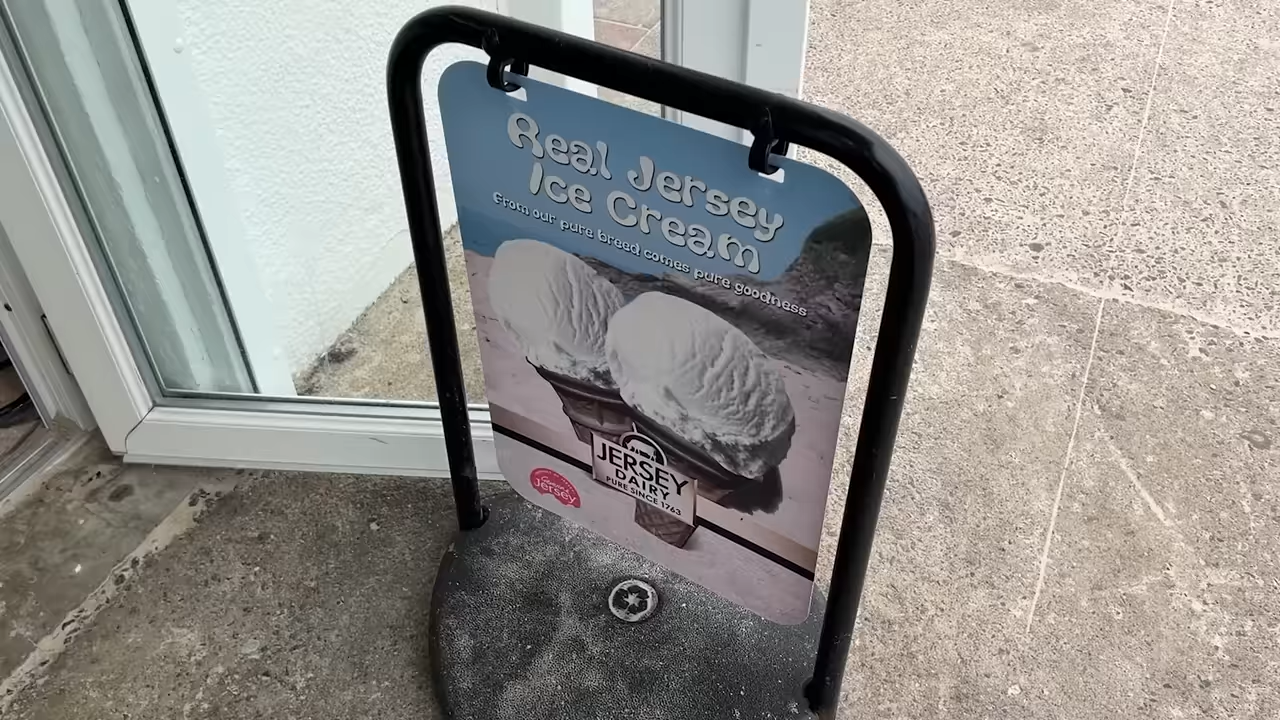 Real Jersey
Ice Cream
From our pure breed comes pure goodness
JERSEY
DAIRY
PURE SINCE 1763
Jersey